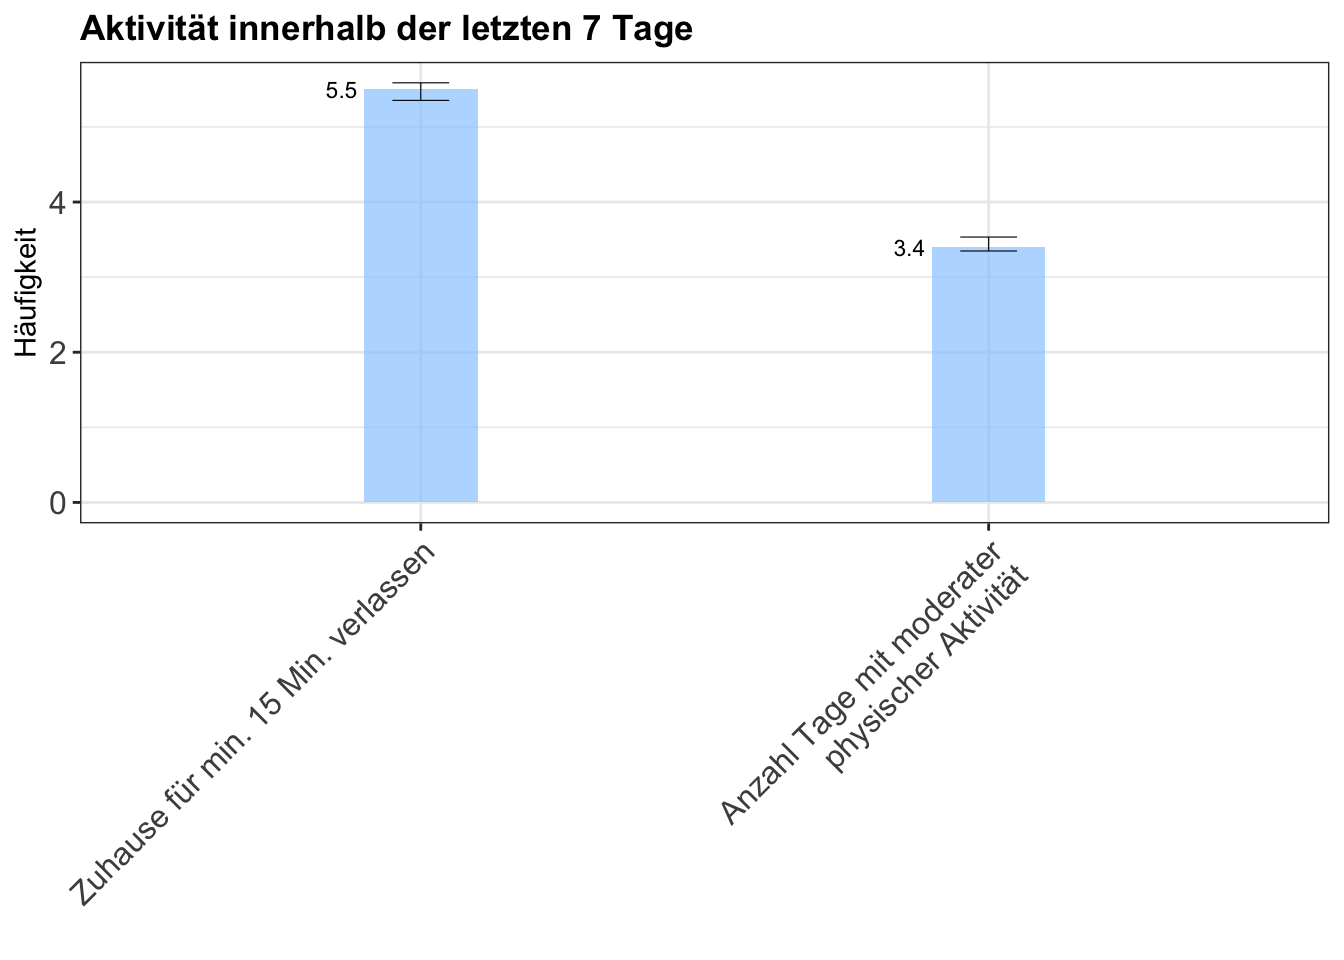 Aktivität innerhalb der letzten 7 Tage
Häufigkeit
5.5
3.4
4
2
0
Zuhause für min. 15 Min. verlassen
Anzahl Tage mit moderater
physischer Aktivität